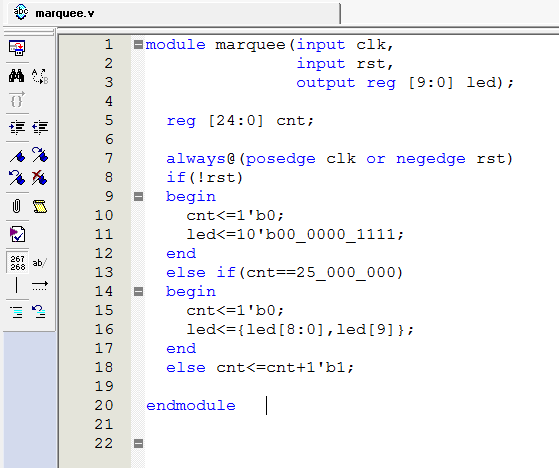 marquee.v
1 module marquee(input clk,
2 input rst,
3 output reg [9:0] led);
4
5 reg [24:0] cnt;
6
7 always@(posedge clk or negedge rst)
8 if(!rst)
9 begin
10 cnt<=1'b0;
11 led<=10'b00_0000_1111;
12 end
13 else if(cnt==25_000_000)
14 begin
15 cnt<=1'b0;
16 led<={led[8:0],led[9]};
17 end
18 else cnt<=cnt+1'b1;
19
20 endmodule
21
22
267
268
ab/